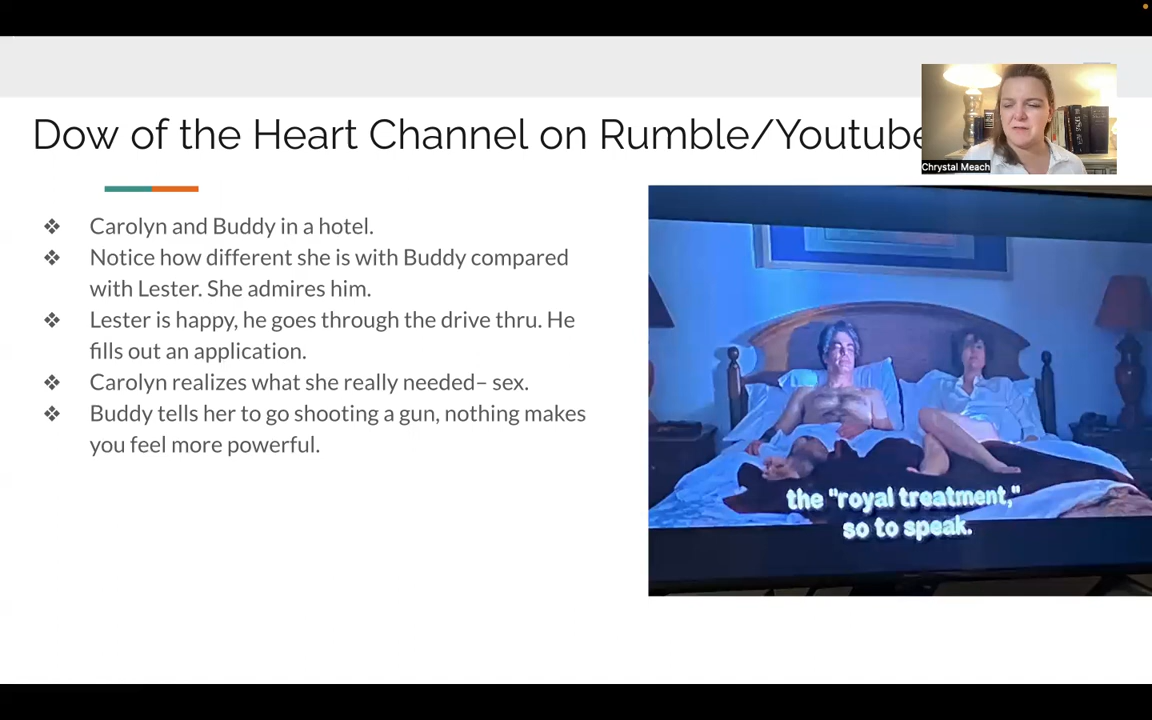 Dow of the Heart Channel on Rumble/Youtube
Chrystal Meach
Carolyn and Buddy in a hotel.
Notice how different she is with Buddy compared
with Lester. She admires him.
Lester is happy, he goes through the drive thru. He
fills out an application.
Carolyn realizes what she really needed– sex.
Buddy tells her to go shooting a gun, nothing makes
you feel more powerful.
the "royal treatment,"
so to speak.